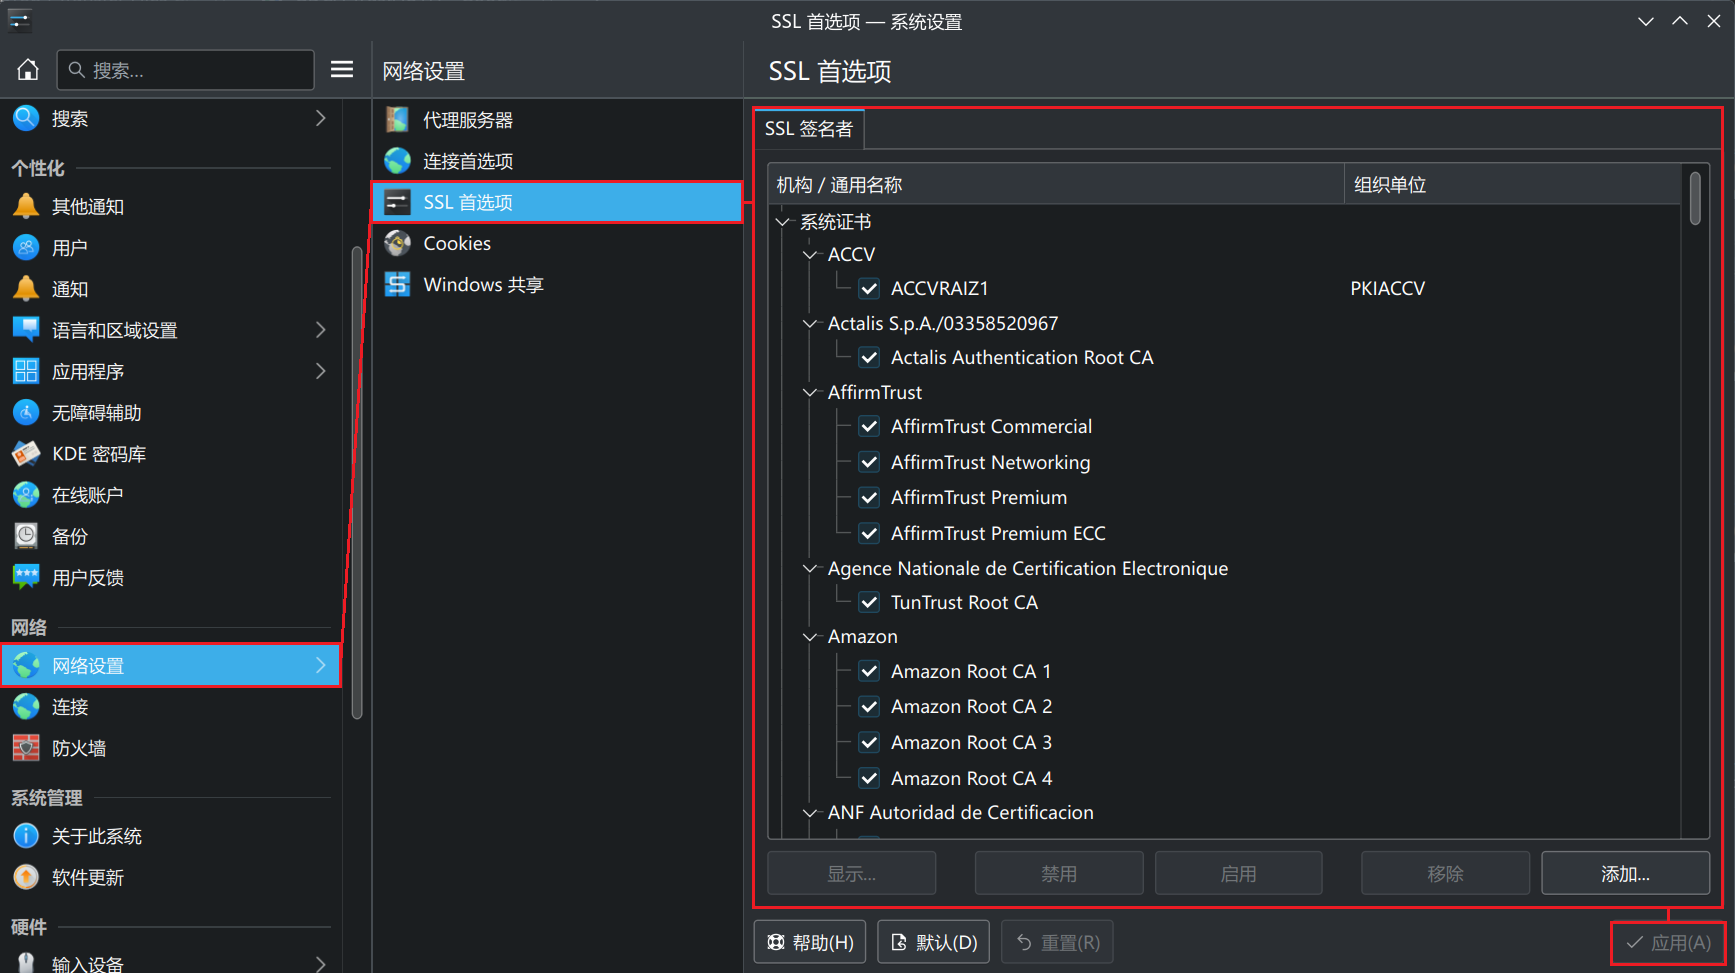 SSL 首选项 — 系统设置
搜索...
搜索
个性化
其他通知
用户
通知
语言和区域设置
应用程序
无障碍辅助
KDE 密码库
在线账户
备份
用户反馈
网络
网络设置
连接
防火墙
系统管理
关于此系统
软件更新
硬件
输入设备
网络设置
代理服务器
连接首选项
SSL 首选项
Cookies
Windows 共享
SSL 首选项
SSL 签名者
机构 / 通用名称 组织单位
系统证书
ACCV
ACCVRAIZ1 PKIACCV
Actalis S.p.A./03358520967
Actalis Authentication Root CA
AffirmTrust
AffirmTrust Commercial
AffirmTrust Networking
AffirmTrust Premium
AffirmTrust Premium ECC
Agence Nationale de Certification Electronique
TunTrust Root CA
Amazon
Amazon Root CA 1
Amazon Root CA 2
Amazon Root CA 3
Amazon Root CA 4
ANF Autoridad de Certificacion
显示... 禁用 启用 移除 添加...
帮助(H) 默认(D) 重置(R) 应用(A)